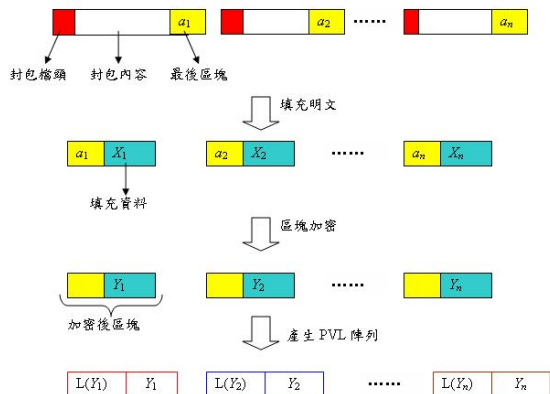 a1 a2 …… an
封包檔頭 封包內容 最後區塊
填充明文
a1 X1 a2 X2 …… an Xn
填充資料
區塊加密
Y1 Y2 …… Yn
加密後區塊
產生 PVL 陣列
L(Y1) Y1 L(Y2) Y2 …… L(Yn) Yn